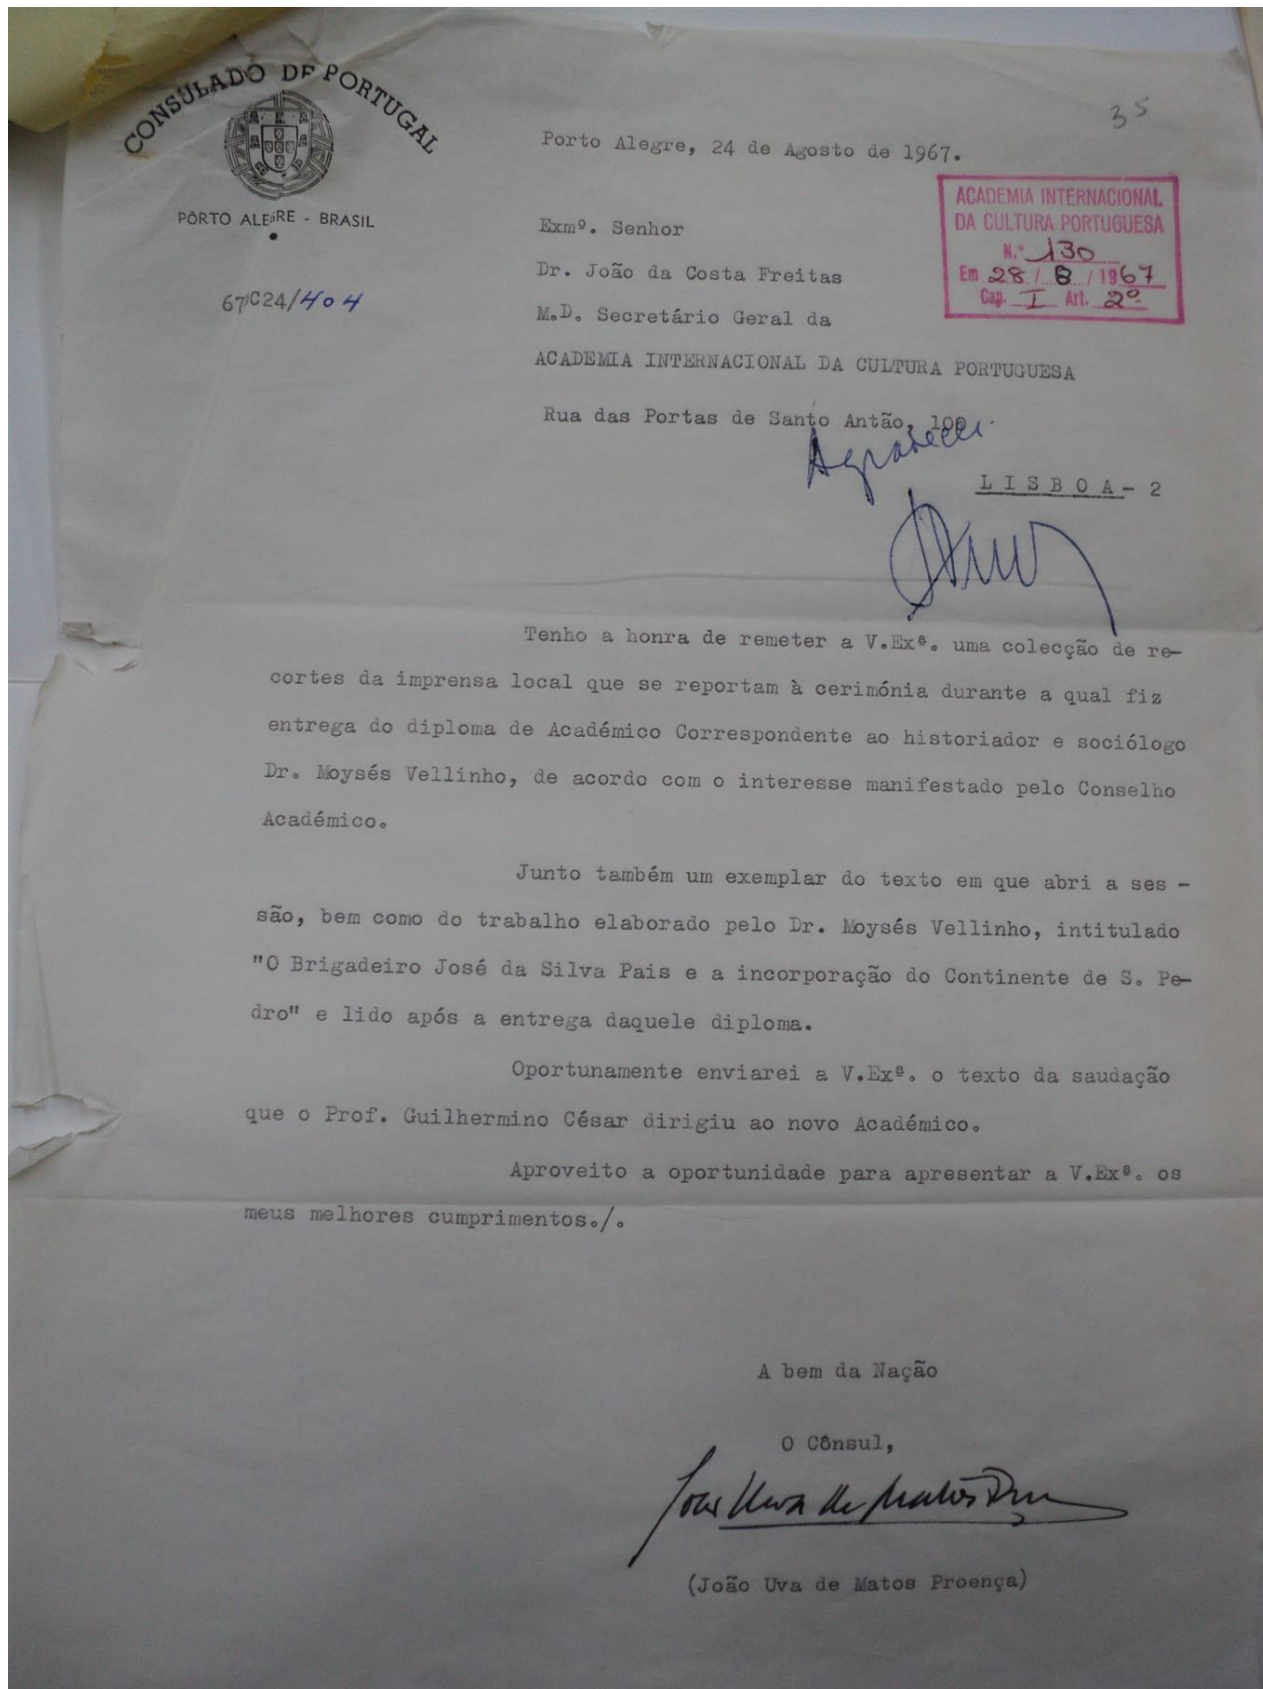 CONSULADO DE PORTUGAL
PÔRTO ALEGRE - BRASIL
67/C24/404
35
Porto Alegre, 24 de Agosto de 1967.
ACADEMIA INTERNACIONAL
DA CULTURA PORTUGUESA
N.º 130
Em 28 / 8 / 1967
Cap. I Art. 2º
Exmº. Senhor
Dr. João da Costa Freitas
M.D. Secretário Geral da
ACADEMIA INTERNACIONAL DA CULTURA PORTUGUESA
Rua das Portas de Santo Antão, 100
Agradecer
LISBOA - 2
Tenho a honra de remeter a V.Exª. uma colecção de re-
cortes da imprensa local que se reportam à cerimónia durante a qual fiz
entrega do diploma de Académico Correspondente ao historiador e sociólogo
Dr. Moysés Vellinho, de acordo com o interesse manifestado pelo Conselho
Académico.
Junto também um exemplar do texto em que abri a ses -
são, bem como do trabalho elaborado pelo Dr. Moysés Vellinho, intitulado
"O Brigadeiro José da Silva Pais e a incorporação do Continente de S. Pe-
dro" e lido após a entrega daquele diploma.
Oportunamente enviarei a V.Exª. o texto da saudação
que o Prof. Guilhermino César dirigiu ao novo Académico.
Aproveito a oportunidade para apresentar a V.Exª. os
meus melhores cumprimentos./.
A bem da Nação
O Cônsul,
João Uva de Matos Proença
(João Uva de Matos Proença)